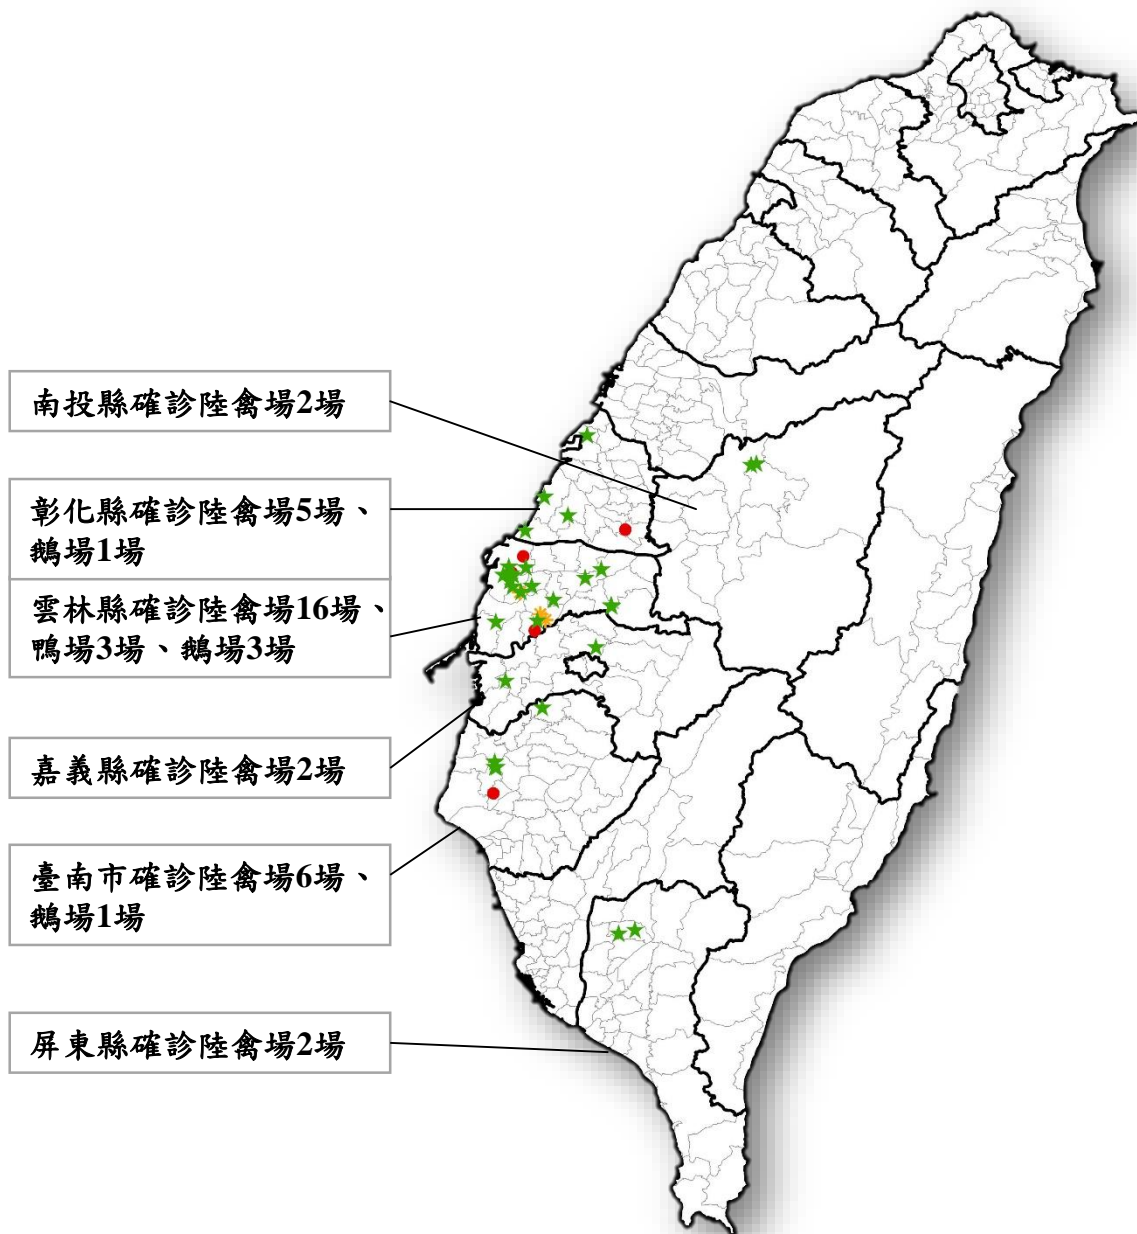 南投縣確診陸禽場2場
彰化縣確診陸禽場5場、
鵝場1場
雲林縣確診陸禽場16場、
鴨場3場、鵝場3場
嘉義縣確診陸禽場2場
臺南市確診陸禽場6場、
鵝場1場
屏東縣確診陸禽場2場